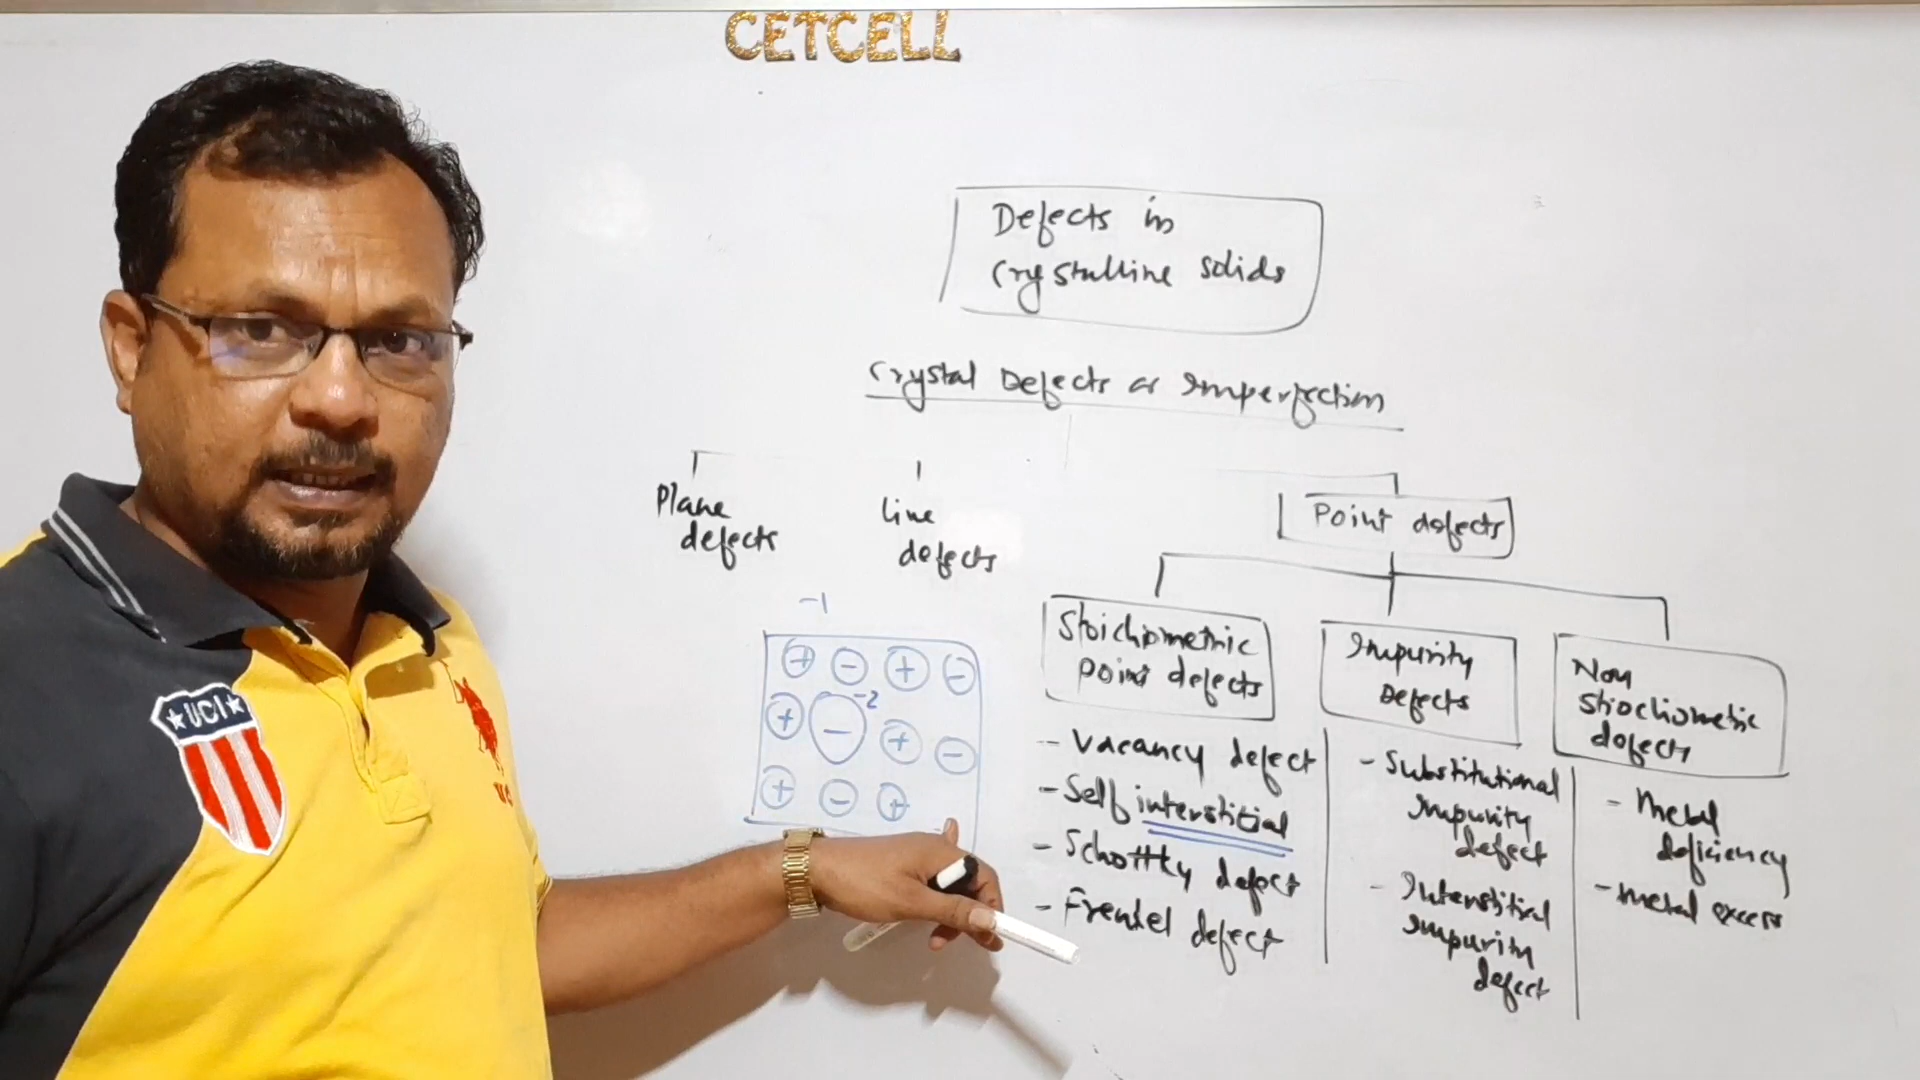 CETCELL
Defects in
Crystalline solids
Crystal Defects or Imperfection
Plane
defects
Line
defects
Point defects
-1
+ - + -
+ - -2 + -
+ - +
Stoichiometric
point defects
- Vacancy defect
- Self interstitial
- Schottky defect
- Frenkel defect
Impurity
Defects
- Substitutional
Impurity
defect
- Interstitial
Impurity
defect
Non
Stiochiometric
defects
- Metal
deficiency
- Metal excess
UCI